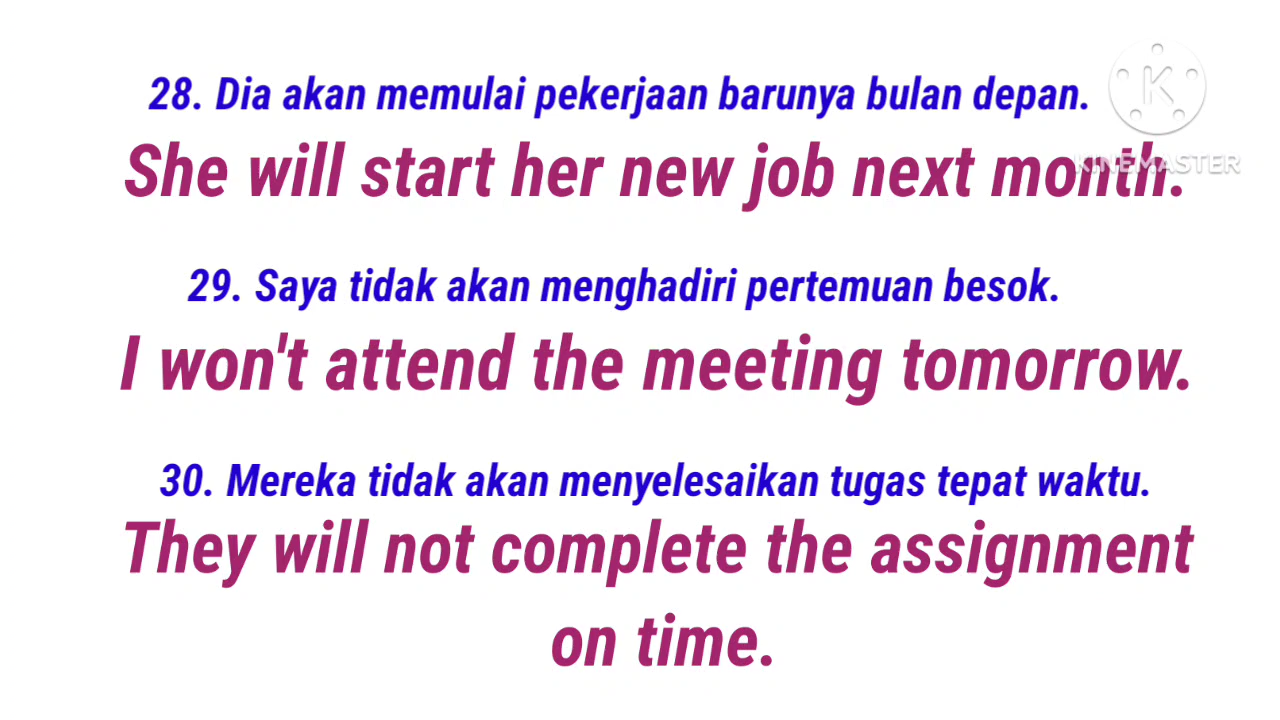 28. Dia akan memulai pekerjaan barunya bulan depan.
She will start her new job next month.
KINEMASTER
29. Saya tidak akan menghadiri pertemuan besok.
I won't attend the meeting tomorrow.
30. Mereka tidak akan menyelesaikan tugas tepat waktu.
They will not complete the assignment
on time.